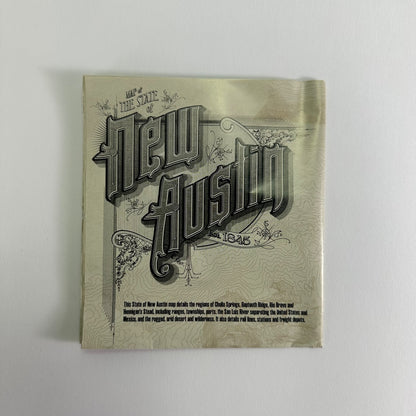 MAP of
THE STATE
of
New
Austin
1845
This State of New Austin map details the regions of Cholla Springs, Gaptooth Ridge, Rio Bravo and
Hennigan's Stead, including ranges, townships, ports, the San Luis River separating the United States and
Mexico, and the rugged, arid desert and wilderness. It also details rail lines, stations and freight depots.